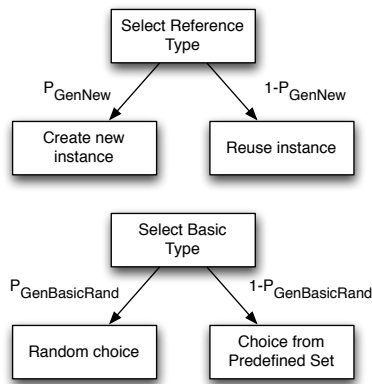 Select Reference
Type
PGenNew
1-PGenNew
Create new
instance
Reuse instance
Select Basic
Type
PGenBasicRand
1-PGenBasicRand
Random choice
Choice from
Predefined Set